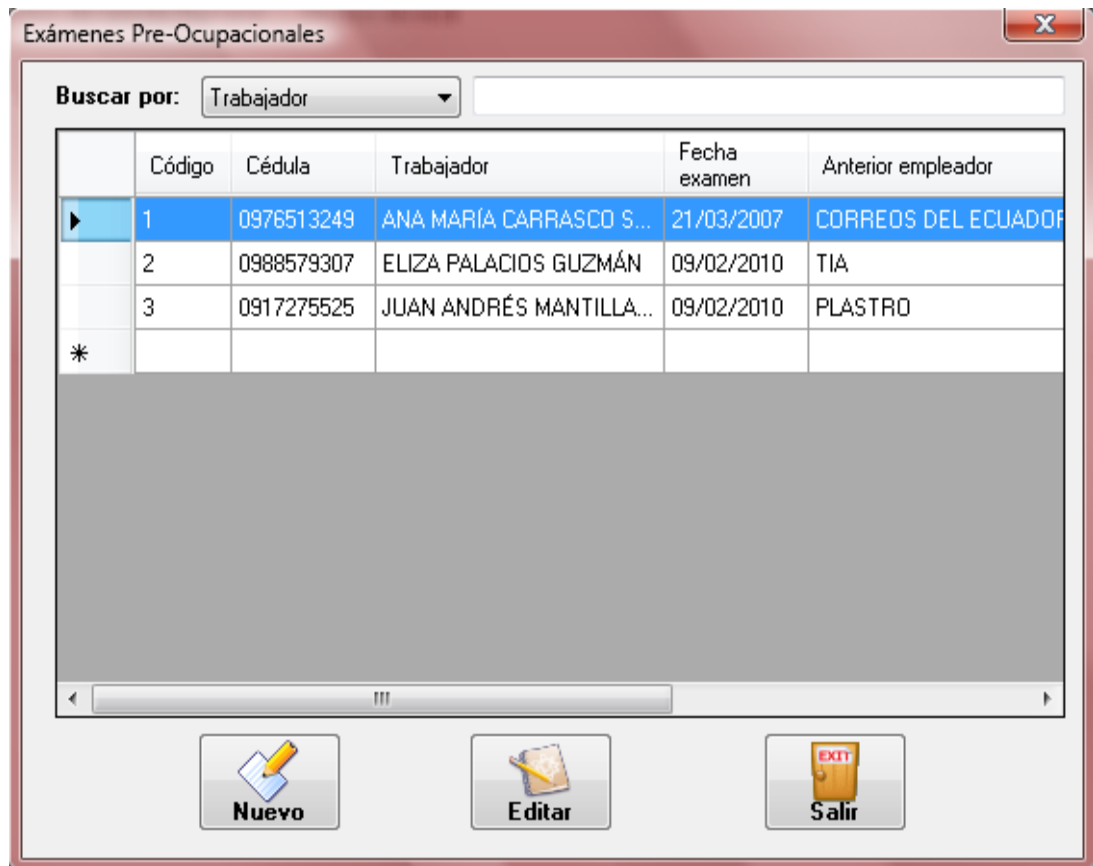 Exámenes Pre-Ocupacionales
Buscar por: Trabajador
Código Cédula Trabajador Fecha examen Anterior empleador
1 0976513249 ANA MARÍA CARRASCO S... 21/03/2007 CORREOS DEL ECUADOR
2 0988579307 ELIZA PALACIOS GUZMÁN 09/02/2010 TIA
3 0917275525 JUAN ANDRÉS MANTILLA... 09/02/2010 PLASTRO
EXIT
Nuevo Editar Salir